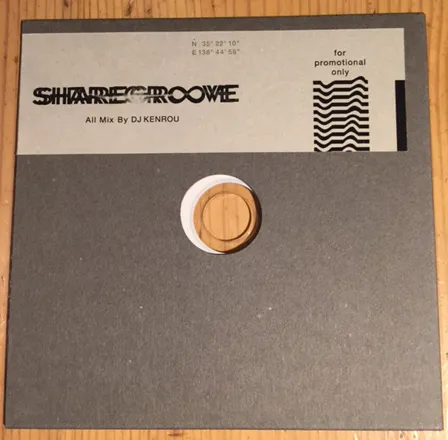 N 35°22'10"
E 138°44'58"
for
promotional
only
SHAREGROOVE
All Mix By DJ KENROU